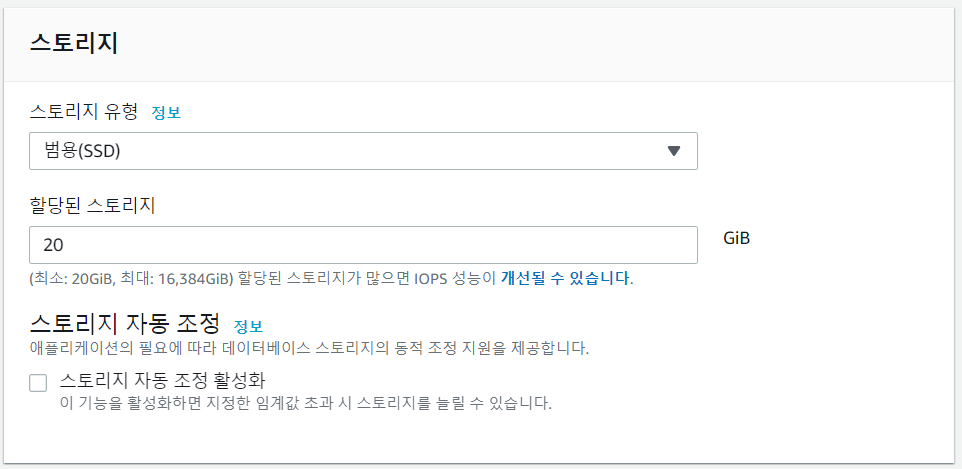 스토리지
스토리지 유형 정보
범용(SSD)
할당된 스토리지
20 GiB
(최소: 20GiB, 최대: 16,384GiB) 할당된 스토리지가 많으면 IOPS 성능이 개선될 수 있습니다.
스토리지 자동 조정 정보
애플리케이션의 필요에 따라 데이터베이스 스토리지의 동적 조정 지원을 제공합니다.
스토리지 자동 조정 활성화
이 기능을 활성화하면 지정한 임계값 초과 시 스토리지를 늘릴 수 있습니다.